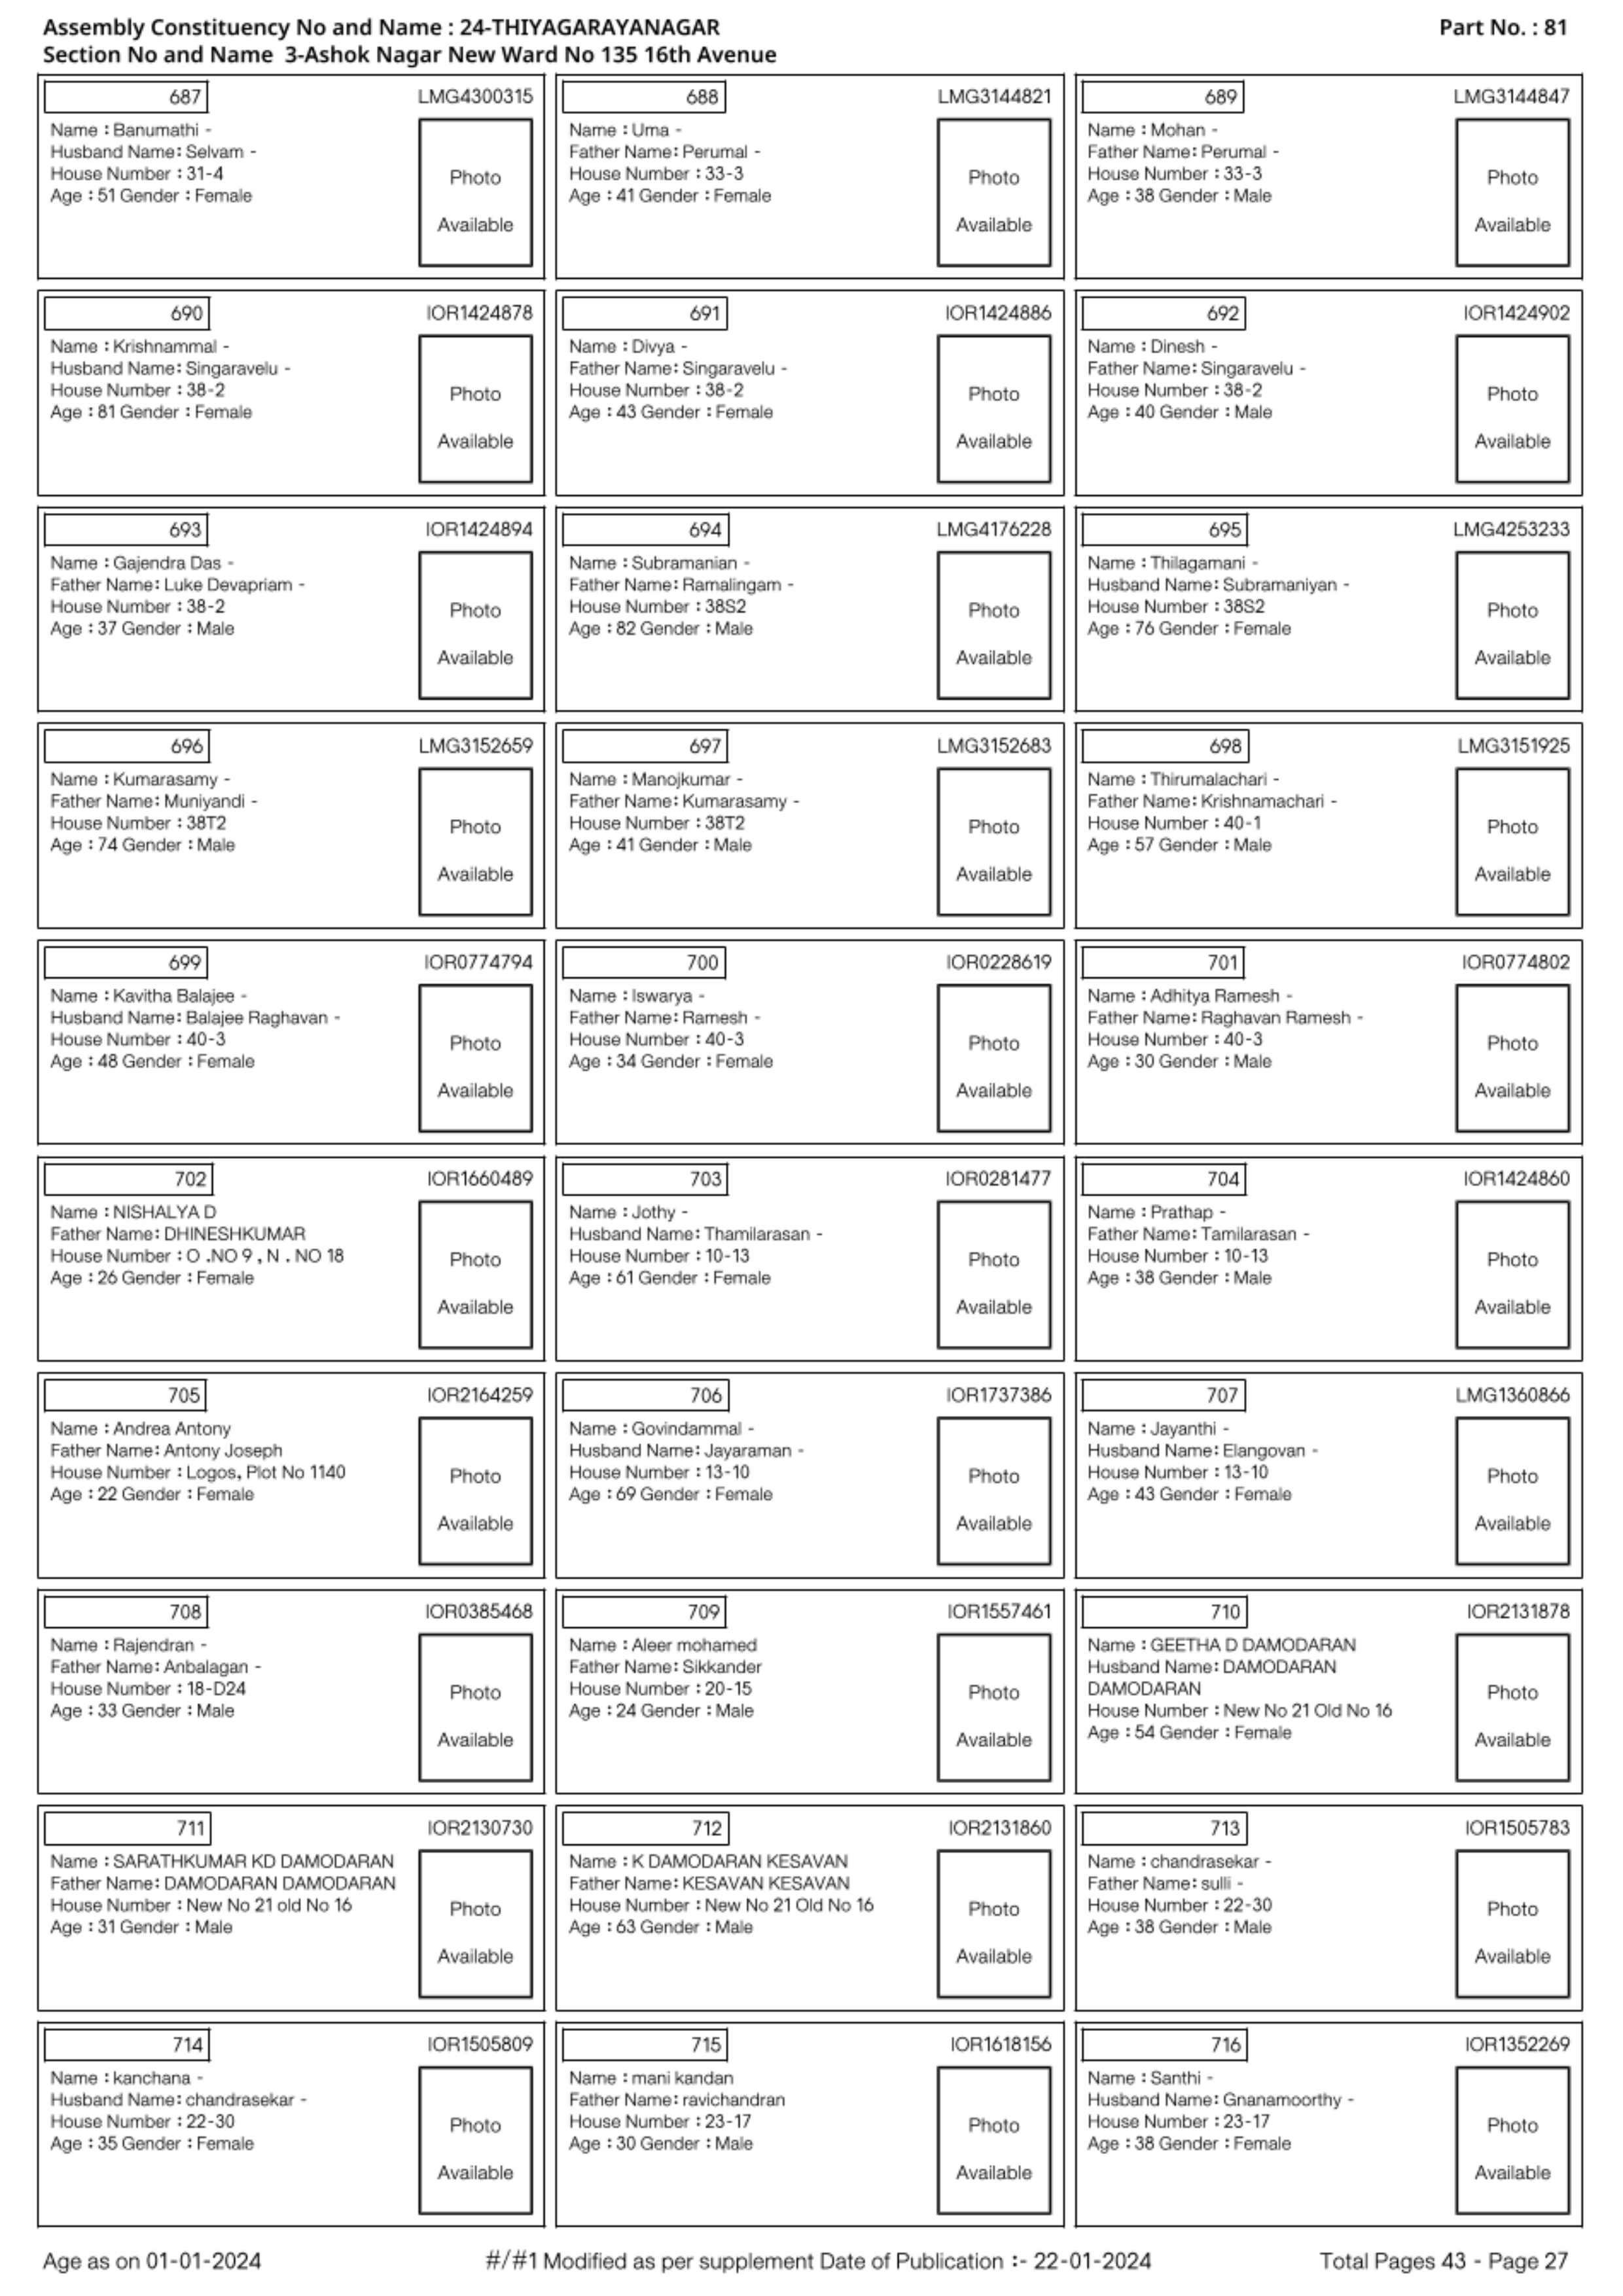 Assembly Constituency No and Name : 24-THIYAGARAYANAGAR
Part No. : 81
Section No and Name 3-Ashok Nagar New Ward No 135 16th Avenue
687
LMG4300315
Name : Banumathi -
Husband Name: Selvam -
House Number : 31-4
Age : 51 Gender : Female
Photo
Available
688
LMG3144821
Name : Uma -
Father Name: Perumal -
House Number : 33-3
Age : 41 Gender : Female
Photo
Available
689
LMG3144847
Name : Mohan -
Father Name: Perumal -
House Number : 33-3
Age : 38 Gender : Male
Photo
Available
690
IOR1424878
Name : Krishnammal -
Husband Name: Singaravelu -
House Number : 38-2
Age : 81 Gender : Female
Photo
Available
691
IOR1424886
Name : Divya -
Father Name: Singaravelu -
House Number : 38-2
Age : 43 Gender : Female
Photo
Available
692
IOR1424902
Name : Dinesh -
Father Name: Singaravelu -
House Number : 38-2
Age : 40 Gender : Male
Photo
Available
693
IOR1424894
Name : Gajendra Das -
Father Name: Luke Devapriam -
House Number : 38-2
Age : 37 Gender : Male
Photo
Available
694
LMG4176228
Name : Subramanian -
Father Name: Ramalingam -
House Number : 38S2
Age : 82 Gender : Male
Photo
Available
695
LMG4253233
Name : Thilagamani -
Husband Name: Subramaniyan -
House Number : 38S2
Age : 76 Gender : Female
Photo
Available
696
LMG3152659
Name : Kumarasamy -
Father Name: Muniyandi -
House Number : 38T2
Age : 74 Gender : Male
Photo
Available
697
LMG3152683
Name : Manojkumar -
Father Name: Kumarasamy -
House Number : 38T2
Age : 41 Gender : Male
Photo
Available
698
LMG3151925
Name : Thirumalachari -
Father Name: Krishnamachari -
House Number : 40-1
Age : 57 Gender : Male
Photo
Available
699
IOR0774794
Name : Kavitha Balajee -
Husband Name: Balajee Raghavan -
House Number : 40-3
Age : 48 Gender : Female
Photo
Available
700
IOR0228619
Name : Iswarya -
Father Name: Ramesh -
House Number : 40-3
Age : 34 Gender : Female
Photo
Available
701
IOR0774802
Name : Adhitya Ramesh -
Father Name: Raghavan Ramesh -
House Number : 40-3
Age : 30 Gender : Male
Photo
Available
702
IOR1660489
Name : NISHALYA D
Father Name: DHINESHKUMAR
House Number : O .NO 9 , N . NO 18
Age : 26 Gender : Female
Photo
Available
703
IOR0281477
Name : Jothy -
Husband Name: Thamilarasan -
House Number : 10-13
Age : 61 Gender : Female
Photo
Available
704
IOR1424860
Name : Prathap -
Father Name: Tamilarasan -
House Number : 10-13
Age : 38 Gender : Male
Photo
Available
705
IOR2164259
Name : Andrea Antony
Father Name: Antony Joseph
House Number : Logos, Plot No 1140
Age : 22 Gender : Female
Photo
Available
706
IOR1737386
Name : Govindammal -
Husband Name: Jayaraman -
House Number : 13-10
Age : 69 Gender : Female
Photo
Available
707
LMG1360866
Name : Jayanthi -
Husband Name: Elangovan -
House Number : 13-10
Age : 43 Gender : Female
Photo
Available
708
IOR0385468
Name : Rajendran -
Father Name: Anbalagan -
House Number : 18-D24
Age : 33 Gender : Male
Photo
Available
709
IOR1557461
Name : Aleer mohamed
Father Name: Sikkander
House Number : 20-15
Age : 24 Gender : Male
Photo
Available
710
IOR2131878
Name : GEETHA D DAMODARAN
Husband Name: DAMODARAN
DAMODARAN
House Number : New No 21 Old No 16
Age : 54 Gender : Female
Photo
Available
711
IOR2130730
Name : SARATHKUMAR KD DAMODARAN
Father Name: DAMODARAN DAMODARAN
House Number : New No 21 old No 16
Age : 31 Gender : Male
Photo
Available
712
IOR2131860
Name : K DAMODARAN KESAVAN
Father Name: KESAVAN KESAVAN
House Number : New No 21 Old No 16
Age : 63 Gender : Male
Photo
Available
713
IOR1505783
Name : chandrasekar -
Father Name: sulli -
House Number : 22-30
Age : 38 Gender : Male
Photo
Available
714
IOR1505809
Name : kanchana -
Husband Name: chandrasekar -
House Number : 22-30
Age : 35 Gender : Female
Photo
Available
715
IOR1618156
Name : mani kandan
Father Name: ravichandran
House Number : 23-17
Age : 30 Gender : Male
Photo
Available
716
IOR1352269
Name : Santhi -
Husband Name: Gnanamoorthy -
House Number : 23-17
Age : 38 Gender : Female
Photo
Available
Age as on 01-01-2024
#/#1 Modified as per supplement Date of Publication :- 22-01-2024
Total Pages 43 - Page 27